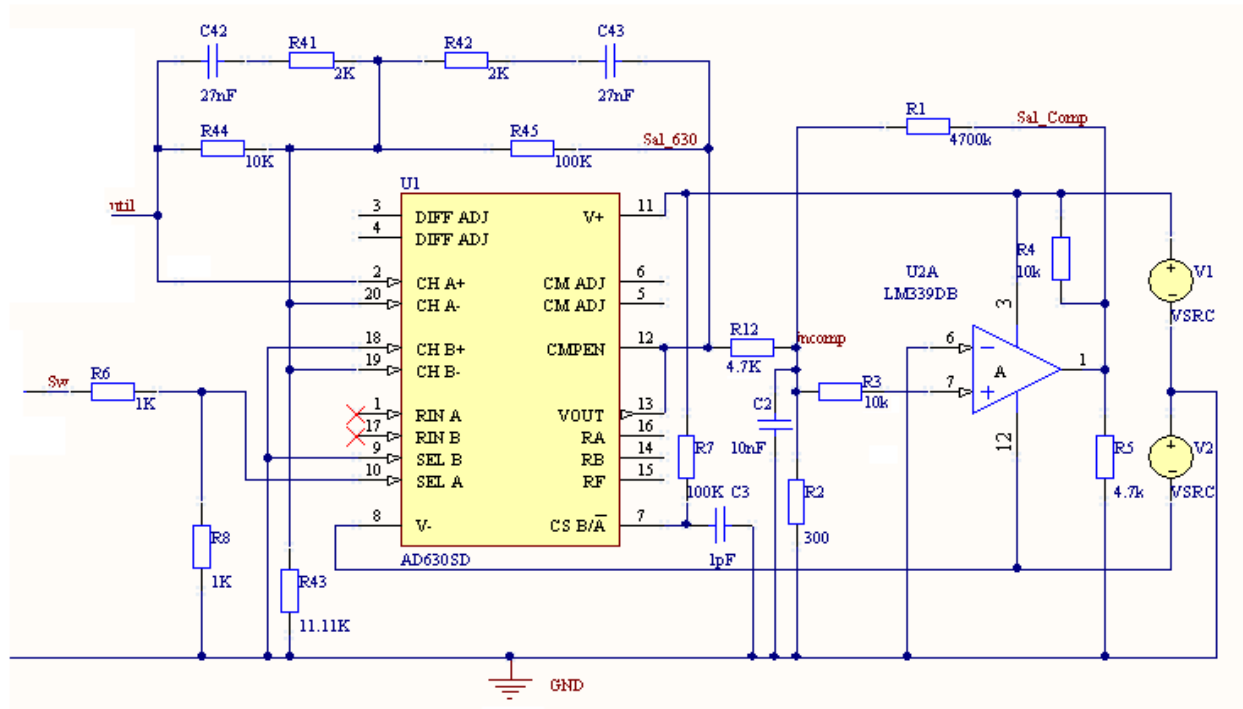 C42
R41
R42
C43
2K
2K
27nF
27nF
R1
Sal_Comp
4700k
R44
R45
Sal_630
10K
100K
U1
util
3
DIFF ADJ
V+
11
4
DIFF ADJ
R4
10k
2
CH A+
CM ADJ
6
U2A
V1
20
CH A-
CM ADJ
5
LM339DB
3
VSRC
18
CH B+
CMPEN
12
R12
incomp
6
19
CH B-
4.7K
1
A
Sw
R6
R3
7
1K
10k
1
RIN A
VOUT
13
C2
17
RIN B
RA
16
9
SEL B
RB
14
R7
10nF
12
R5
V2
10
SEL A
RF
15
100K
C3
R2
4.7k
VSRC
8
V-
CS B/A
7
R8
AD630SD
1pF
300
1K
R43
11.11K
GND